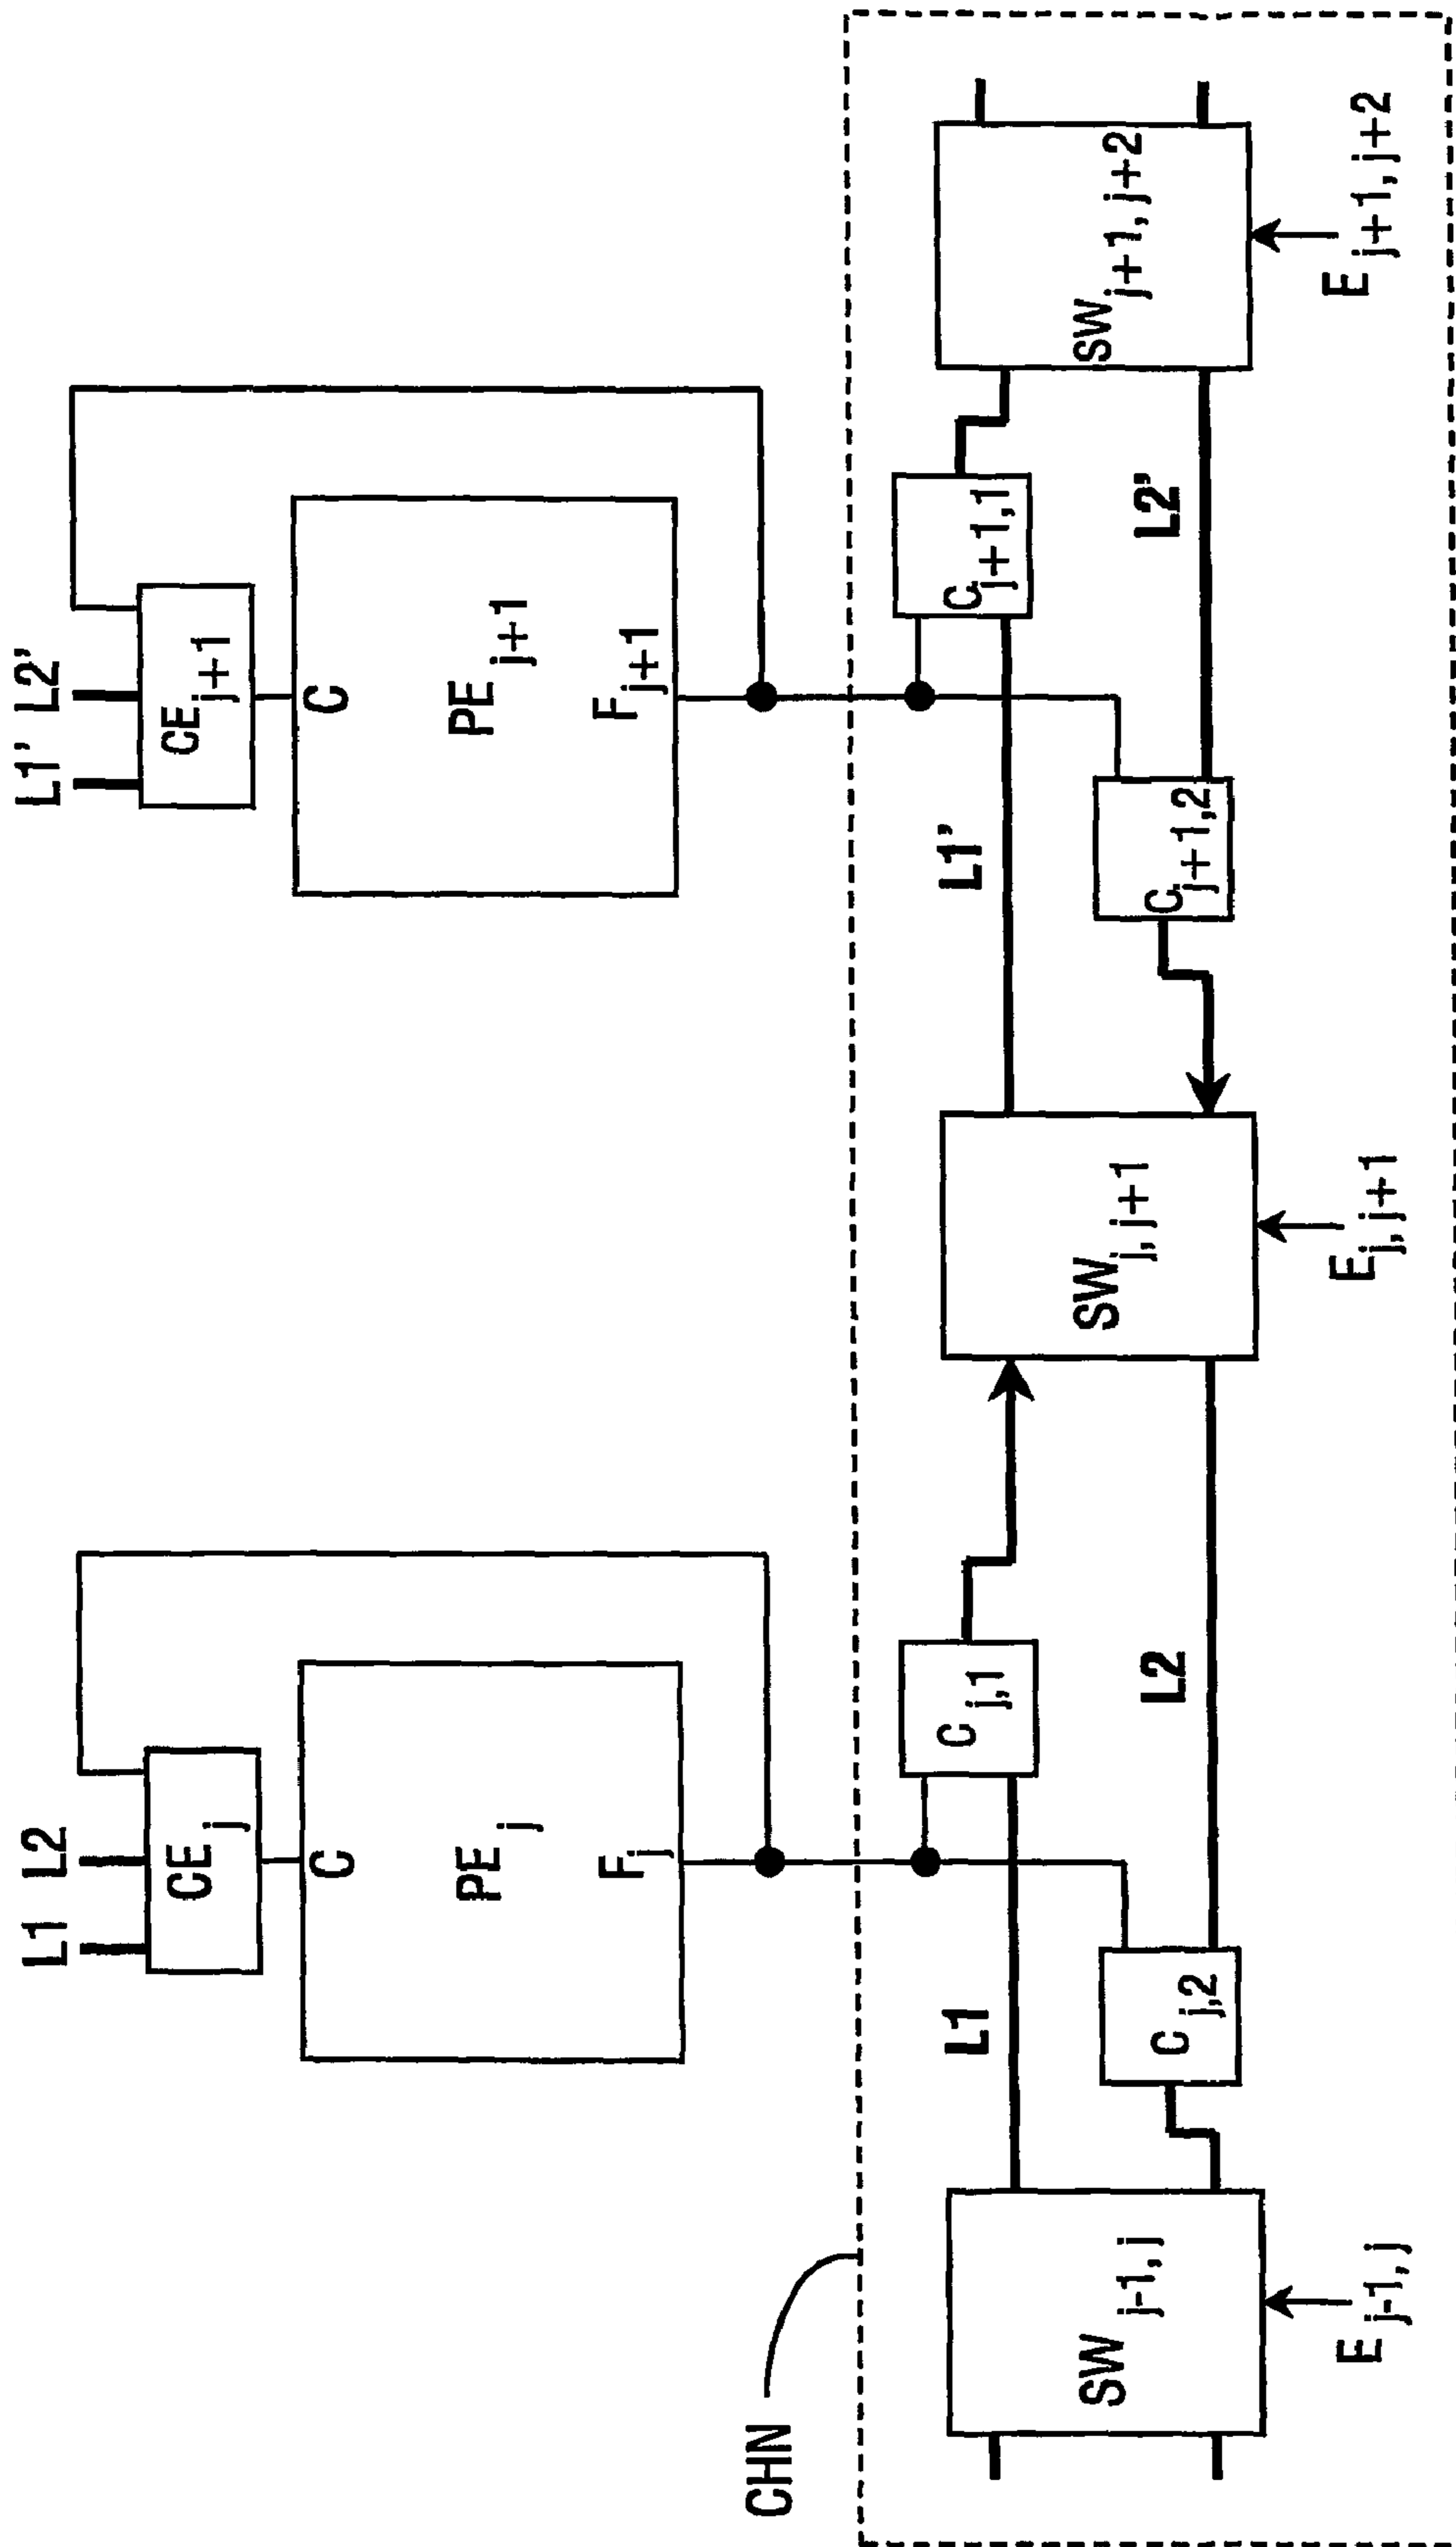 L1 L2
L1' L2'
CE j
CE j+1
C
C
PE j
PE j+1
F j
F j+1
CHN
L1
C j,1
L1'
C j+1,1
SW j-1,j
SW j,j+1
SW j+1,j+2
C j,2
L2
C j+1,2
L2'
E j-1,j
E j,j+1
E j+1,j+2